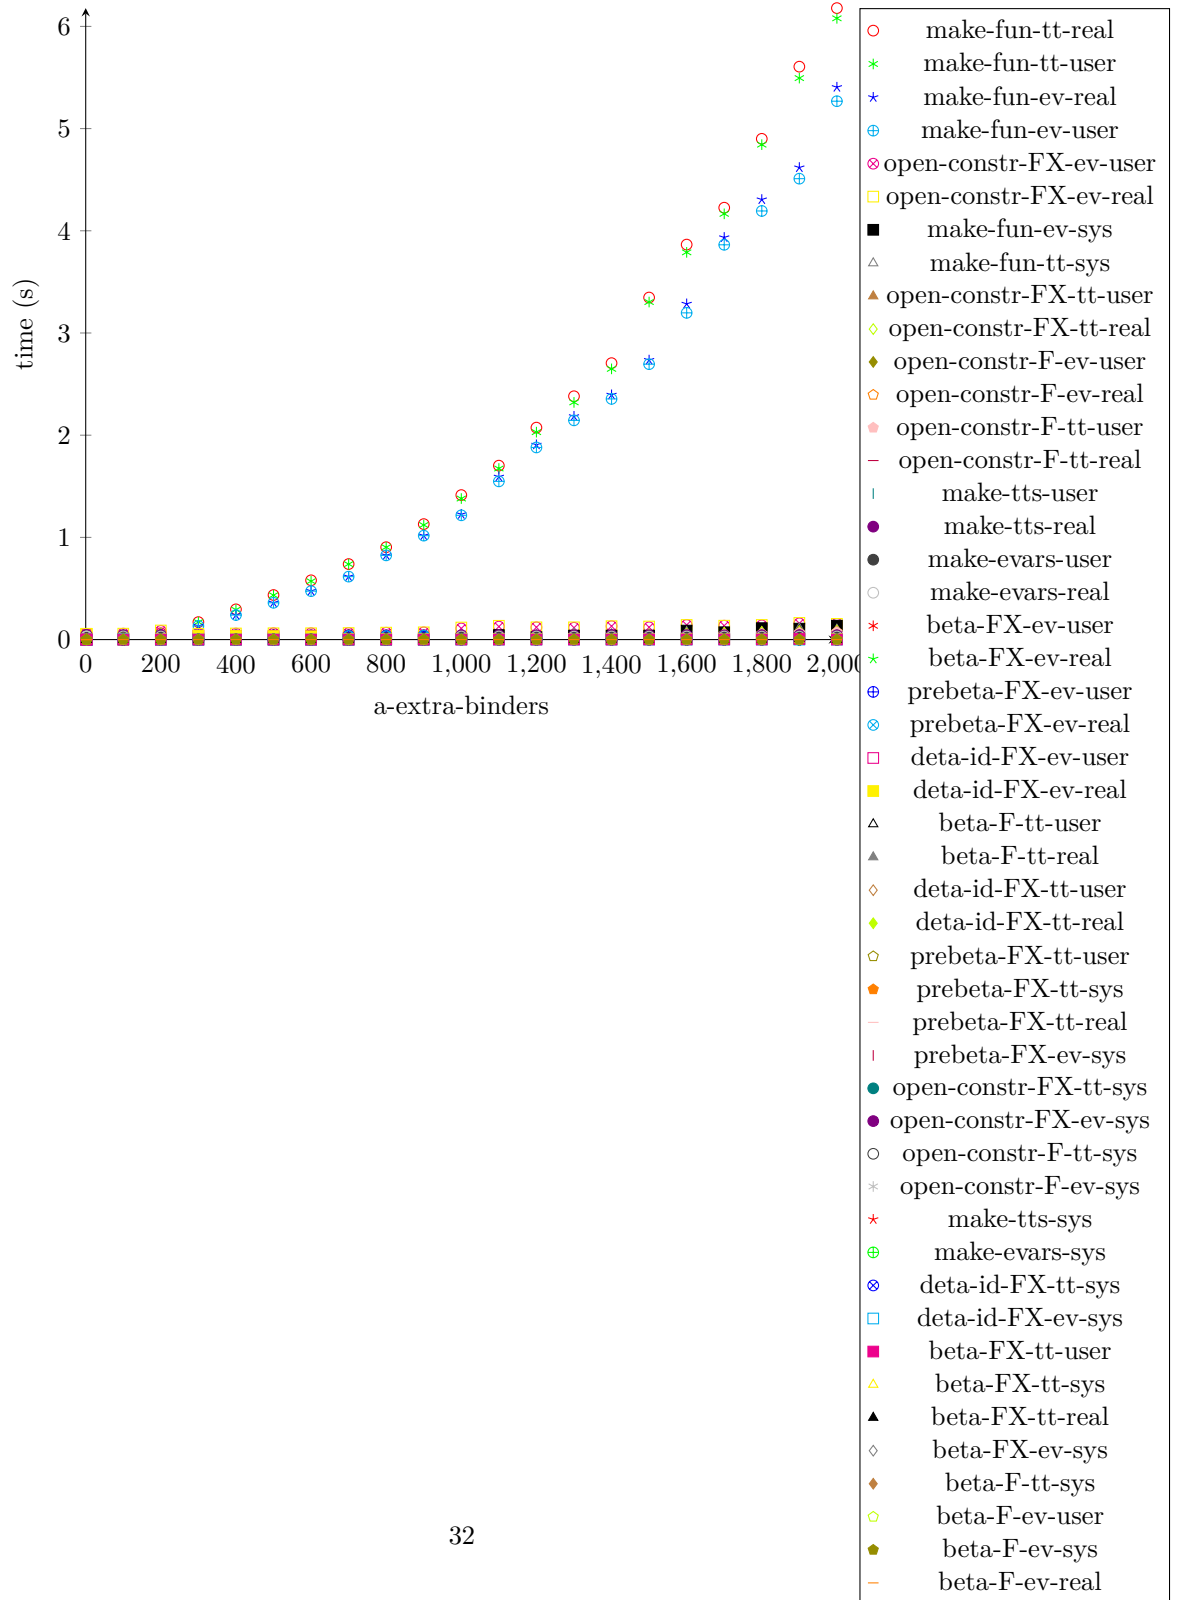 6
5
4
3
2
1
0
time (s)
0 200 400 600 800 1,000 1,200 1,400 1,600 1,800 2,000
a-extra-binders
make-fun-tt-real
make-fun-tt-user
make-fun-ev-real
make-fun-ev-user
open-constr-FX-ev-user
open-constr-FX-ev-real
make-fun-ev-sys
make-fun-tt-sys
open-constr-FX-tt-user
open-constr-FX-tt-real
open-constr-F-ev-user
open-constr-F-ev-real
open-constr-F-tt-user
open-constr-F-tt-real
make-tts-user
make-tts-real
make-evars-user
make-evars-real
beta-FX-ev-user
beta-FX-ev-real
prebeta-FX-ev-user
prebeta-FX-ev-real
deta-id-FX-ev-user
deta-id-FX-ev-real
beta-F-tt-user
beta-F-tt-real
deta-id-FX-tt-user
deta-id-FX-tt-real
prebeta-FX-tt-user
prebeta-FX-tt-sys
prebeta-FX-tt-real
prebeta-FX-ev-sys
open-constr-FX-tt-sys
open-constr-FX-ev-sys
open-constr-F-tt-sys
open-constr-F-ev-sys
make-tts-sys
make-evars-sys
deta-id-FX-tt-sys
deta-id-FX-ev-sys
beta-FX-tt-user
beta-FX-tt-sys
beta-FX-tt-real
beta-FX-ev-sys
beta-F-tt-sys
beta-F-ev-user
beta-F-ev-sys
beta-F-ev-real
32